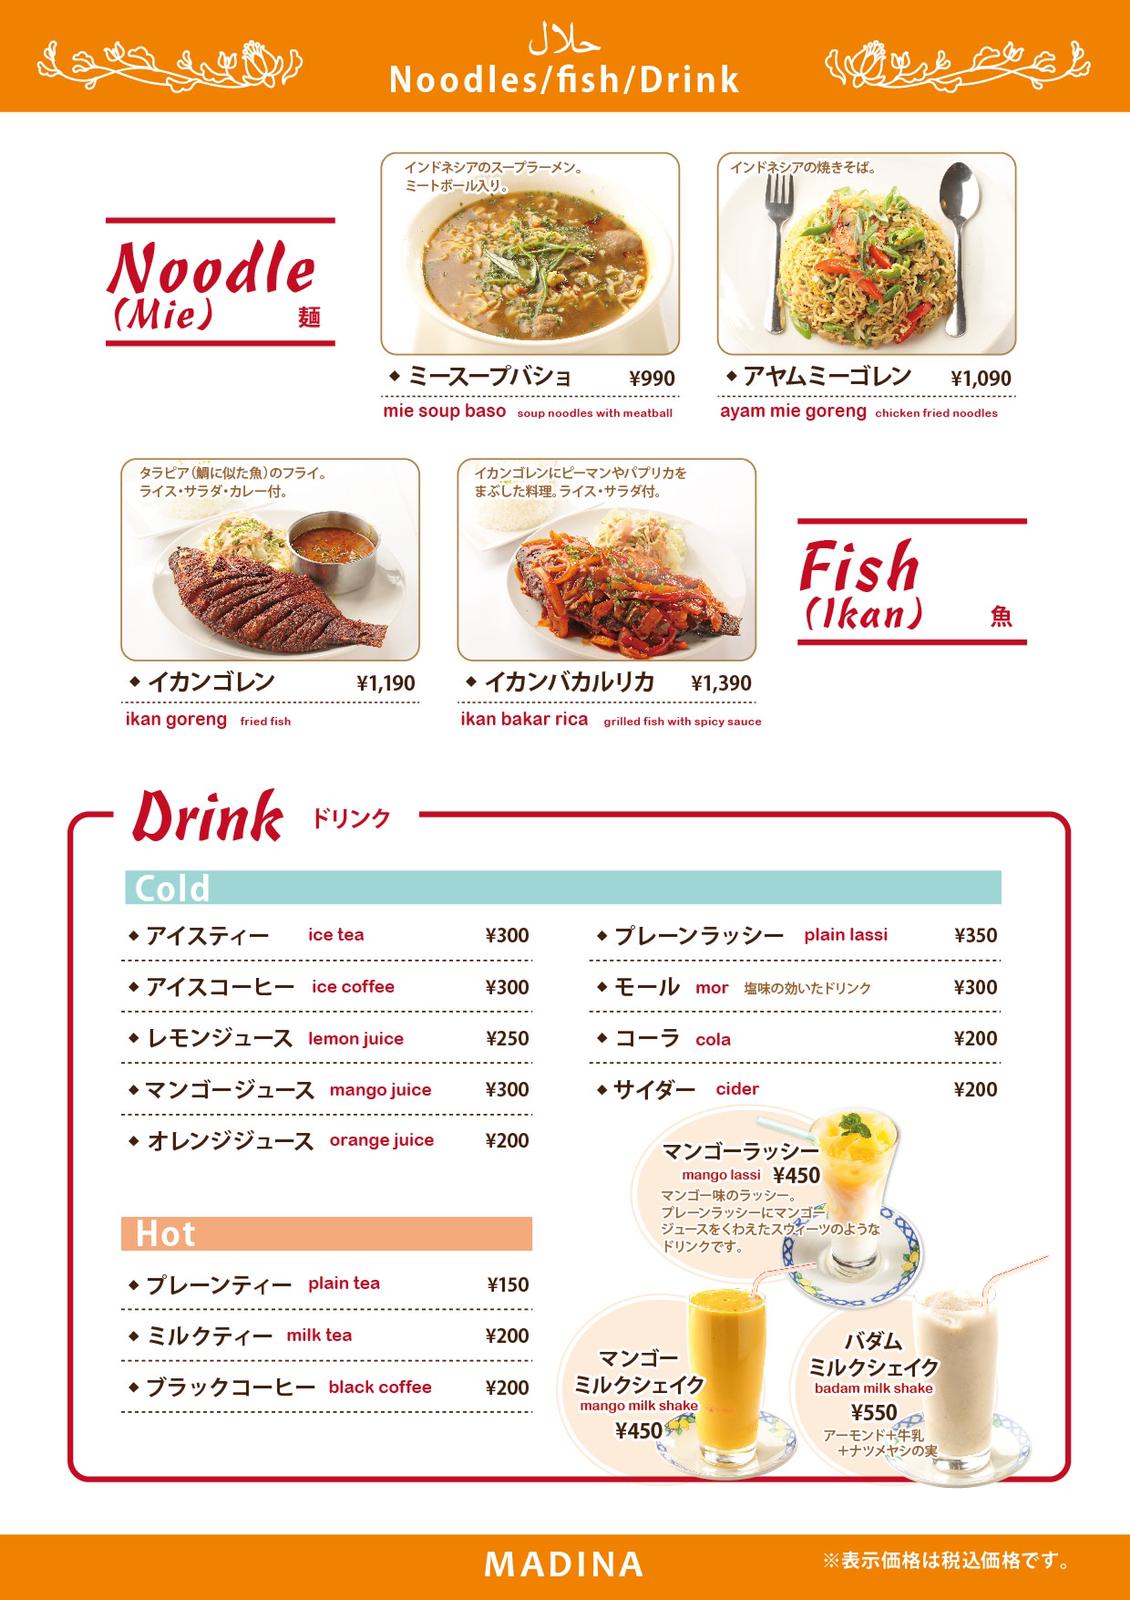 حلال
Noodles/fish/Drink
Noodle
(Mie) 麺
インドネシアのスープラーメン。
ミートボール入り。
◆ ミースープバショ ¥990
mie soup baso soup noodles with meatball
インドネシアの焼きそば。
◆ アヤムミーゴレン ¥1,090
ayam mie goreng chicken fried noodles
タラピア(鯛に似た魚)のフライ。
ライス・サラダ・カレー付。
◆ イカンゴレン ¥1,190
ikan goreng fried fish
イカンゴレンにピーマンやパプリカを
まぶした料理。ライス・サラダ付。
◆ イカンバカルリカ ¥1,390
ikan bakar rica grilled fish with spicy sauce
Fish
(Ikan) 魚
Drink ドリンク
Cold
◆ アイスティー ice tea ¥300
◆ アイスコーヒー ice coffee ¥300
◆ レモンジュース lemon juice ¥250
◆ マンゴージュース mango juice ¥300
◆ オレンジジュース orange juice ¥200
◆ プレーンラッシー plain lassi ¥350
◆ モール mor 塩味の効いたドリンク ¥300
◆ コーラ cola ¥200
◆ サイダー cider ¥200
マンゴーラッシー
mango lassi ¥450
マンゴー味のラッシー。
プレーンラッシーにマンゴー
ジュースをくわえたスウィーツのような
ドリンクです。
Hot
◆ プレーンティー plain tea ¥150
◆ ミルクティー milk tea ¥200
◆ ブラックコーヒー black coffee ¥200
マンゴー
ミルクシェイク
mango milk shake
¥450
バダム
ミルクシェイク
badam milk shake
¥550
アーモンド+牛乳
+ナツメヤシの実
MADINA
※表示価格は税込価格です。